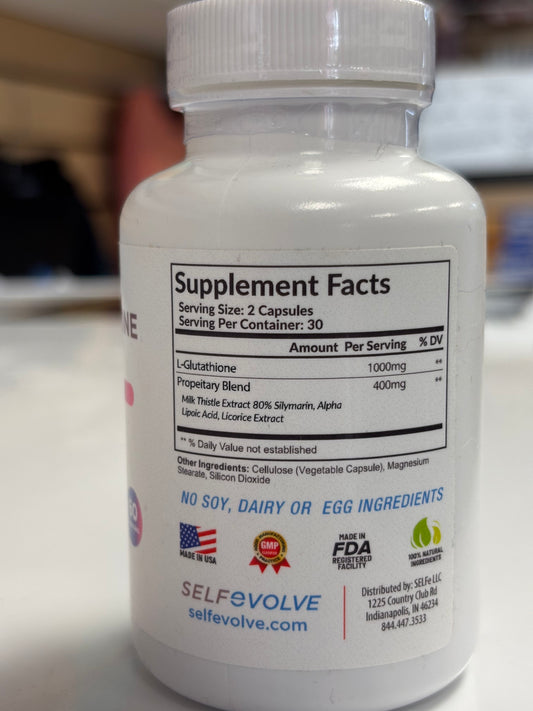 Supplement Facts
Serving Size: 2 Capsules
Serving Per Container: 30
Amount Per Serving % DV
L-Glutathione 1000mg **
Propeitary Blend 400mg **
Milk Thistle Extract 80% Silymarin, Alpha
Lipoic Acid, Licorice Extract
** % Daily Value not established
Other Ingredients: Cellulose (Vegetable Capsule), Magnesium
Stearate, Silicon Dioxide
NO SOY, DAIRY OR EGG INGREDIENTS
MADE IN USA
GMP
MADE IN
FDA
REGISTERED
FACILITY
100% NATURAL
INGREDIENTS
SELFeVOLVE
selfevolve.com
Distributed by: SELFe LLC
1225 Country Club Rd
Indianapolis, IN 46234
844.447.3533